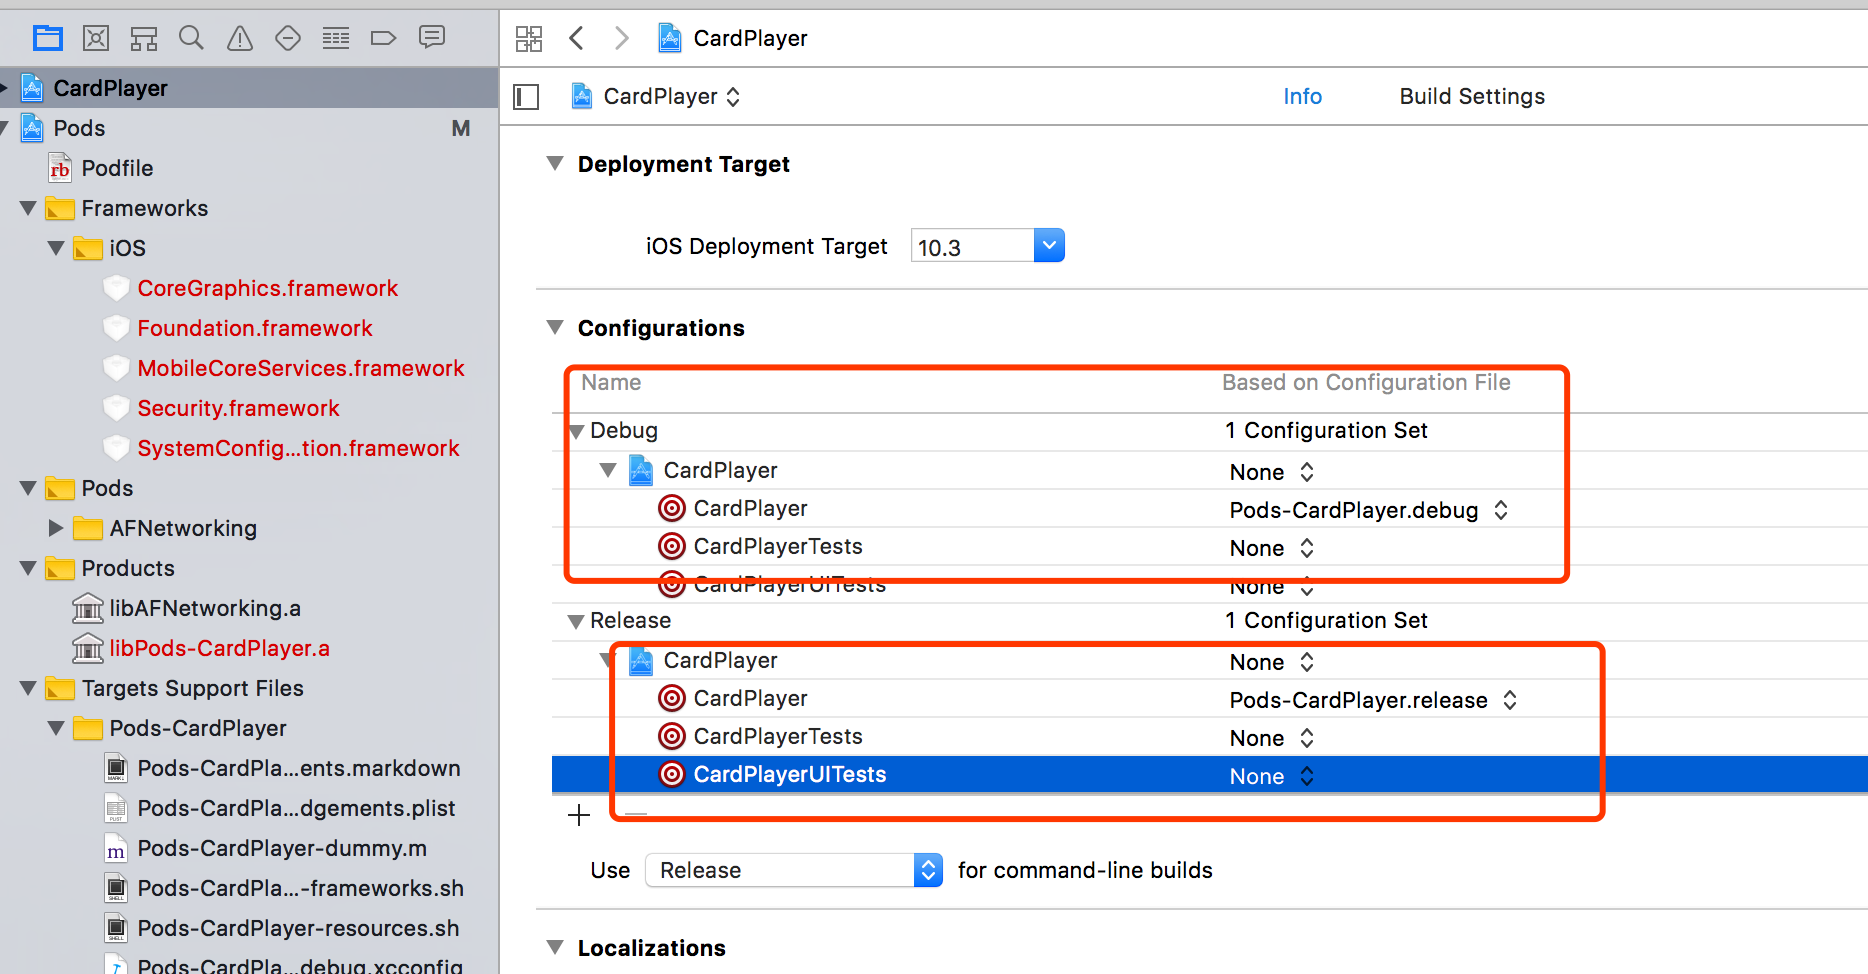 CardPlayer
CardPlayer
Info
Build Settings
CardPlayer
Pods
M
Podfile
Frameworks
iOS
CoreGraphics.framework
Foundation.framework
MobileCoreServices.framework
Security.framework
SystemConfig...tion.framework
Pods
AFNetworking
Products
libAFNetworking.a
libPods-CardPlayer.a
Targets Support Files
Pods-CardPlayer
Pods-CardPla...ents.markdown
Pods-CardPla...dgements.plist
Pods-CardPlayer-dummy.m
Pods-CardPla...-frameworks.sh
Pods-CardPlayer-resources.sh
Pods-CardPla...debug.xcconfig
Deployment Target
iOS Deployment Target 10.3
Configurations
Name Based on Configuration File
Debug 1 Configuration Set
CardPlayer None
CardPlayer Pods-CardPlayer.debug
CardPlayerTests None
CardPlayerUITests None
Release 1 Configuration Set
CardPlayer None
CardPlayer Pods-CardPlayer.release
CardPlayerTests None
CardPlayerUITests None
Use Release for command-line builds
Localizations